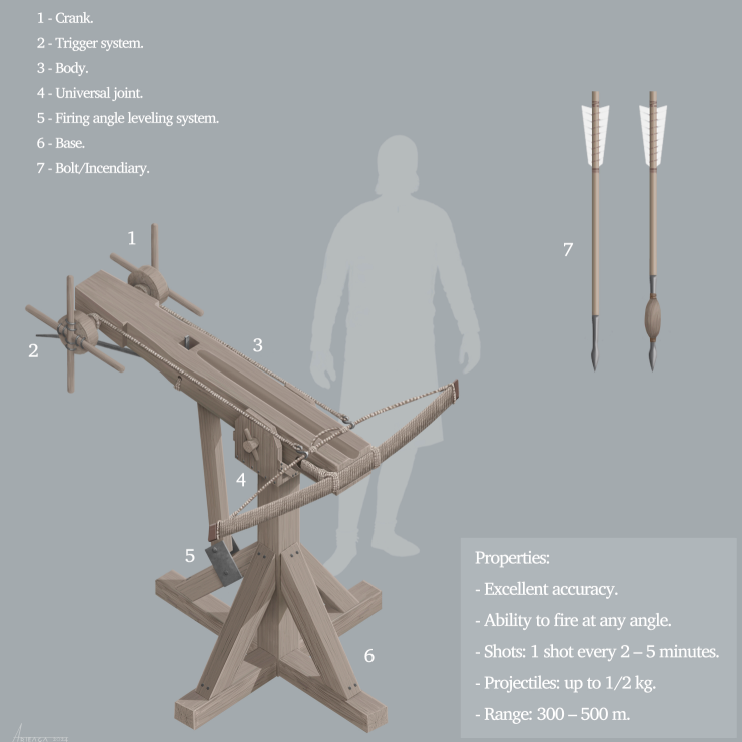 1 - Crank.
2 - Trigger system.
3 - Body.
4 - Universal joint.
5 - Firing angle leveling system.
6 - Base.
7 - Bolt/Incendiary.
1
2
3
4
5
6
7
Properties:
- Excellent accuracy.
- Ability to fire at any angle.
- Shots: 1 shot every 2 – 5 minutes.
- Projectiles: up to 1/2 kg.
- Range: 300 – 500 m.